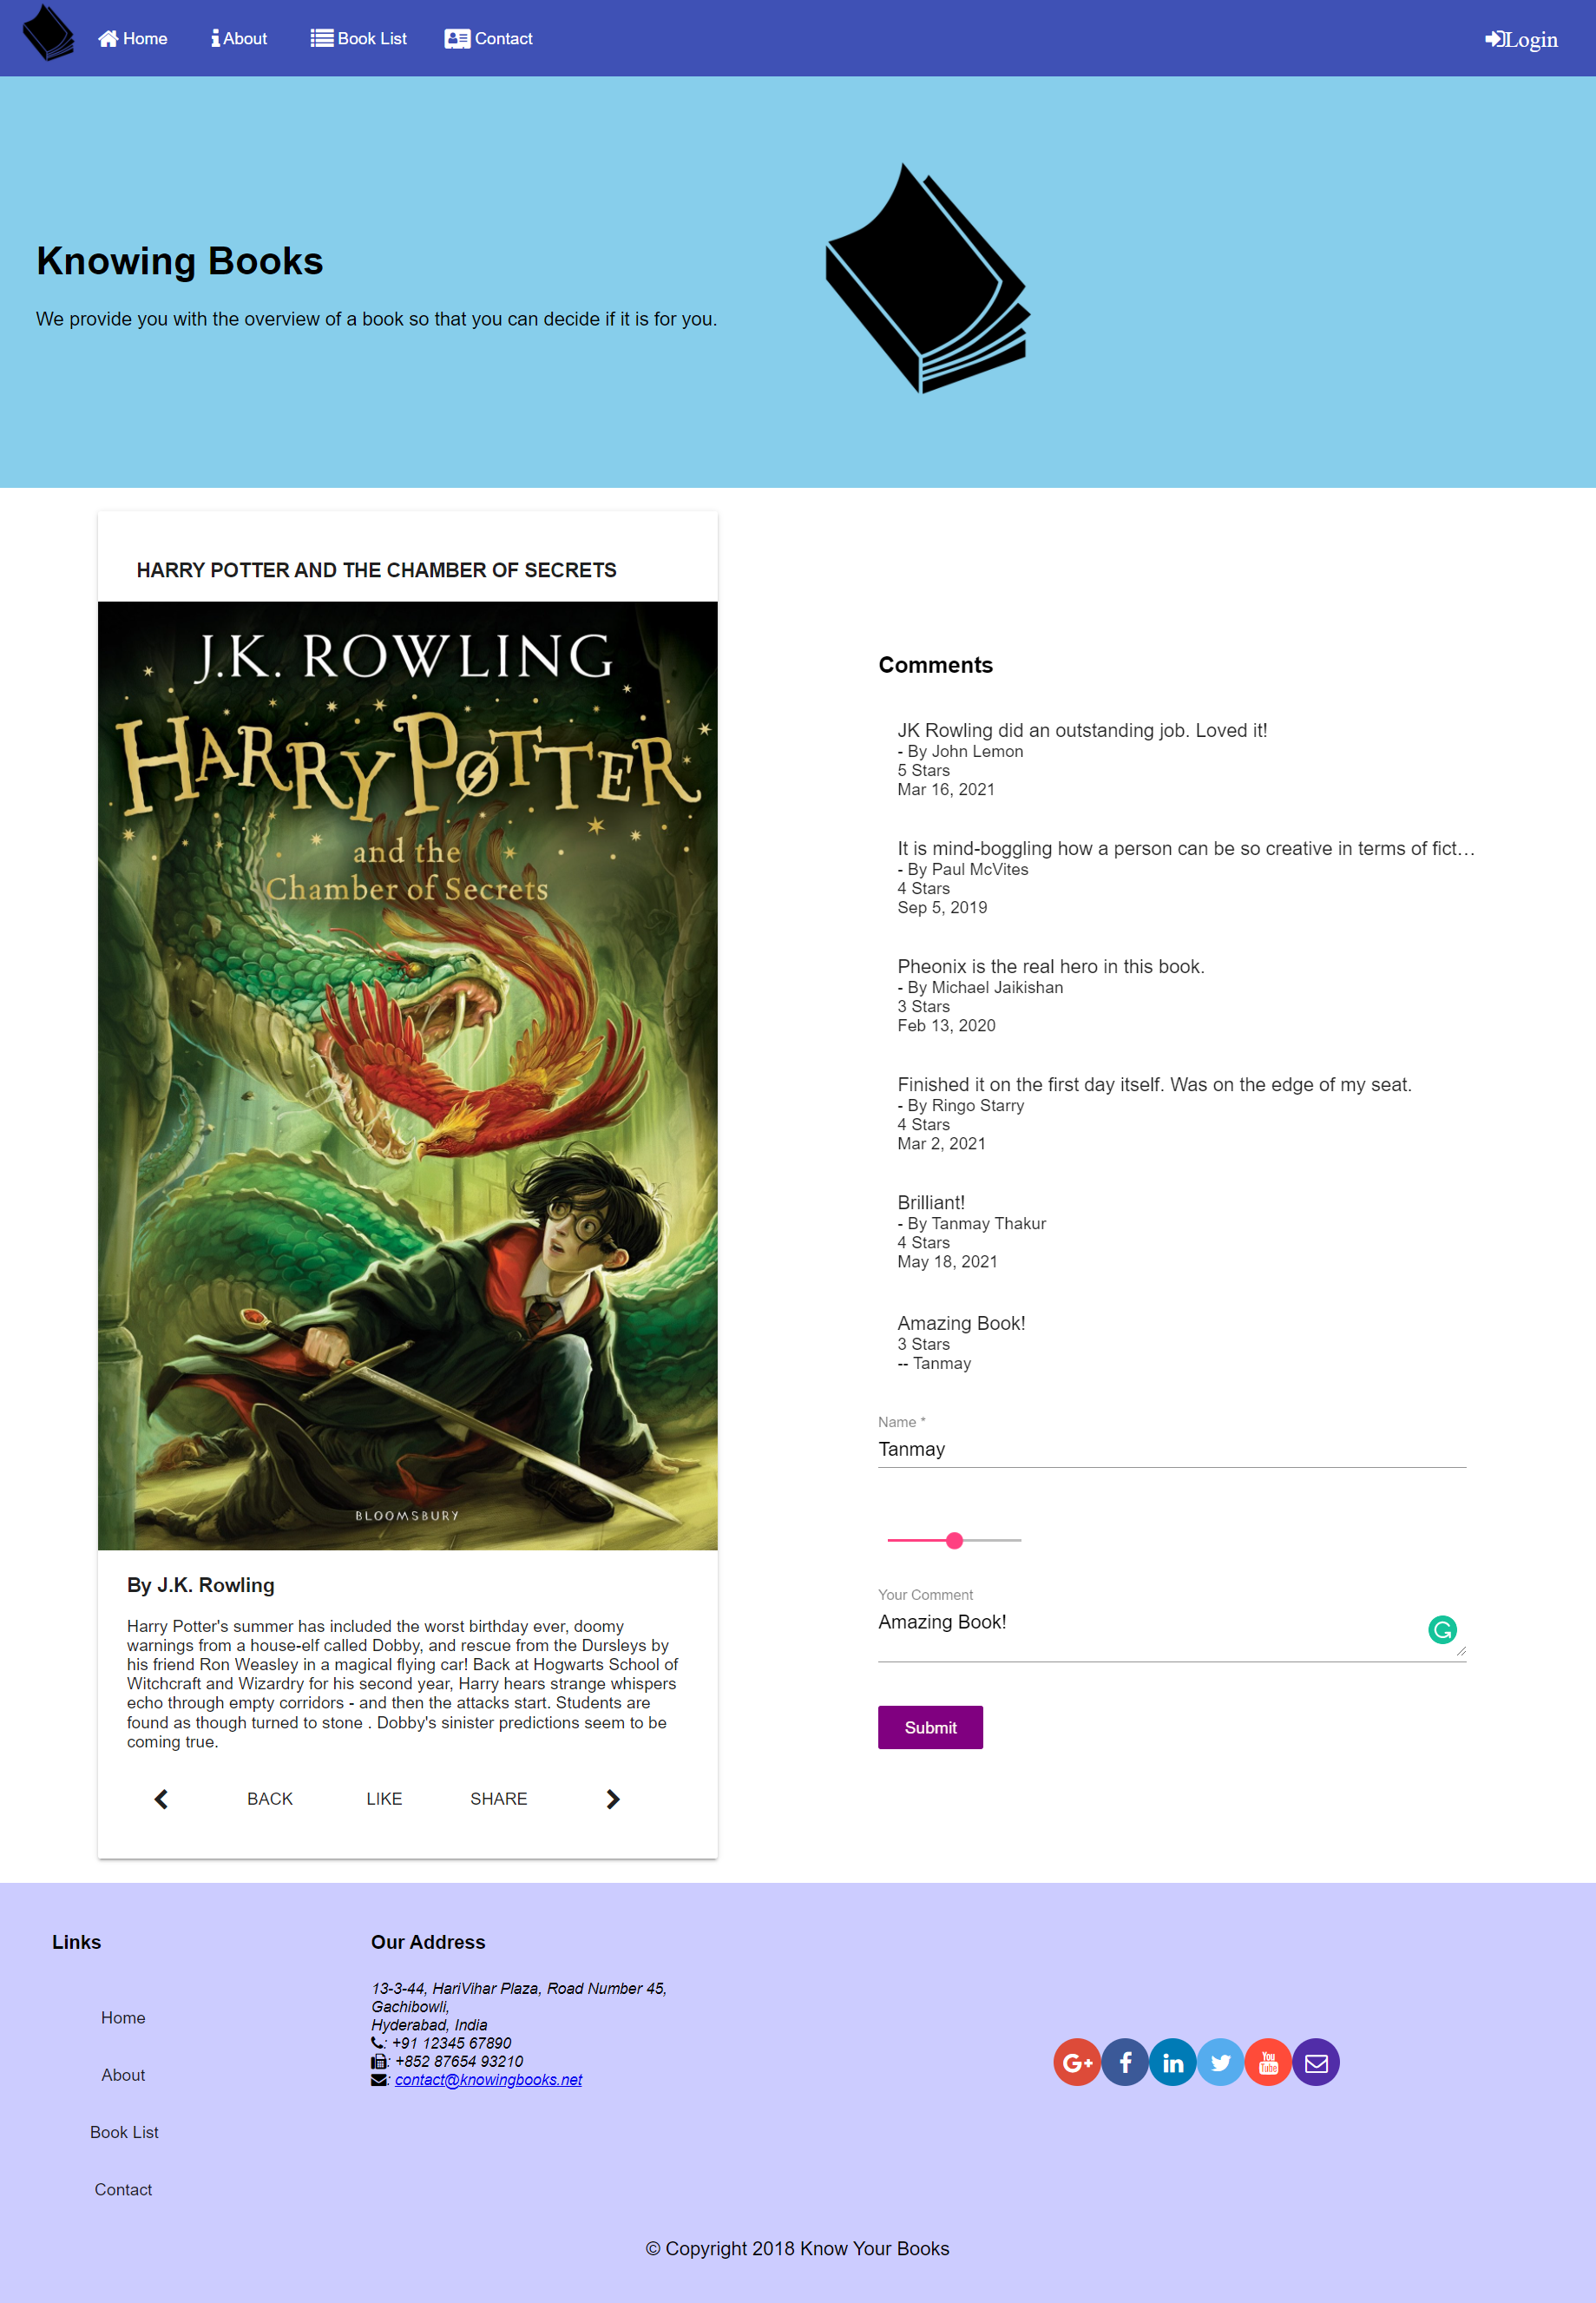 Home About Book List Contact Login
Knowing Books
We provide you with the overview of a book so that you can decide if it is for you.
HARRY POTTER AND THE CHAMBER OF SECRETS
J.K. ROWLING
HARRY POTTER
and the
Chamber of Secrets
BLOOMSBURY
By J.K. Rowling
Harry Potter's summer has included the worst birthday ever, doomy
warnings from a house-elf called Dobby, and rescue from the Dursleys by
his friend Ron Weasley in a magical flying car! Back at Hogwarts School of
Witchcraft and Wizardry for his second year, Harry hears strange whispers
echo through empty corridors - and then the attacks start. Students are
found as though turned to stone . Dobby's sinister predictions seem to be
coming true.
BACK LIKE SHARE
Comments
JK Rowling did an outstanding job. Loved it!
- By John Lemon
5 Stars
Mar 16, 2021
It is mind-boggling how a person can be so creative in terms of fict…
- By Paul McVites
4 Stars
Sep 5, 2019
Pheonix is the real hero in this book.
- By Michael Jaikishan
3 Stars
Feb 13, 2020
Finished it on the first day itself. Was on the edge of my seat.
- By Ringo Starry
4 Stars
Mar 2, 2021
Brilliant!
- By Tanmay Thakur
4 Stars
May 18, 2021
Amazing Book!
3 Stars
-- Tanmay
Name *
Tanmay
Your Comment
Amazing Book!
Submit
Links
Home
About
Book List
Contact
Our Address
13-3-44, HariVihar Plaza, Road Number 45,
Gachibowli,
Hyderabad, India
: +91 12345 67890
: +852 87654 93210
: contact@knowingbooks.net
G+ f in You Tube
© Copyright 2018 Know Your Books